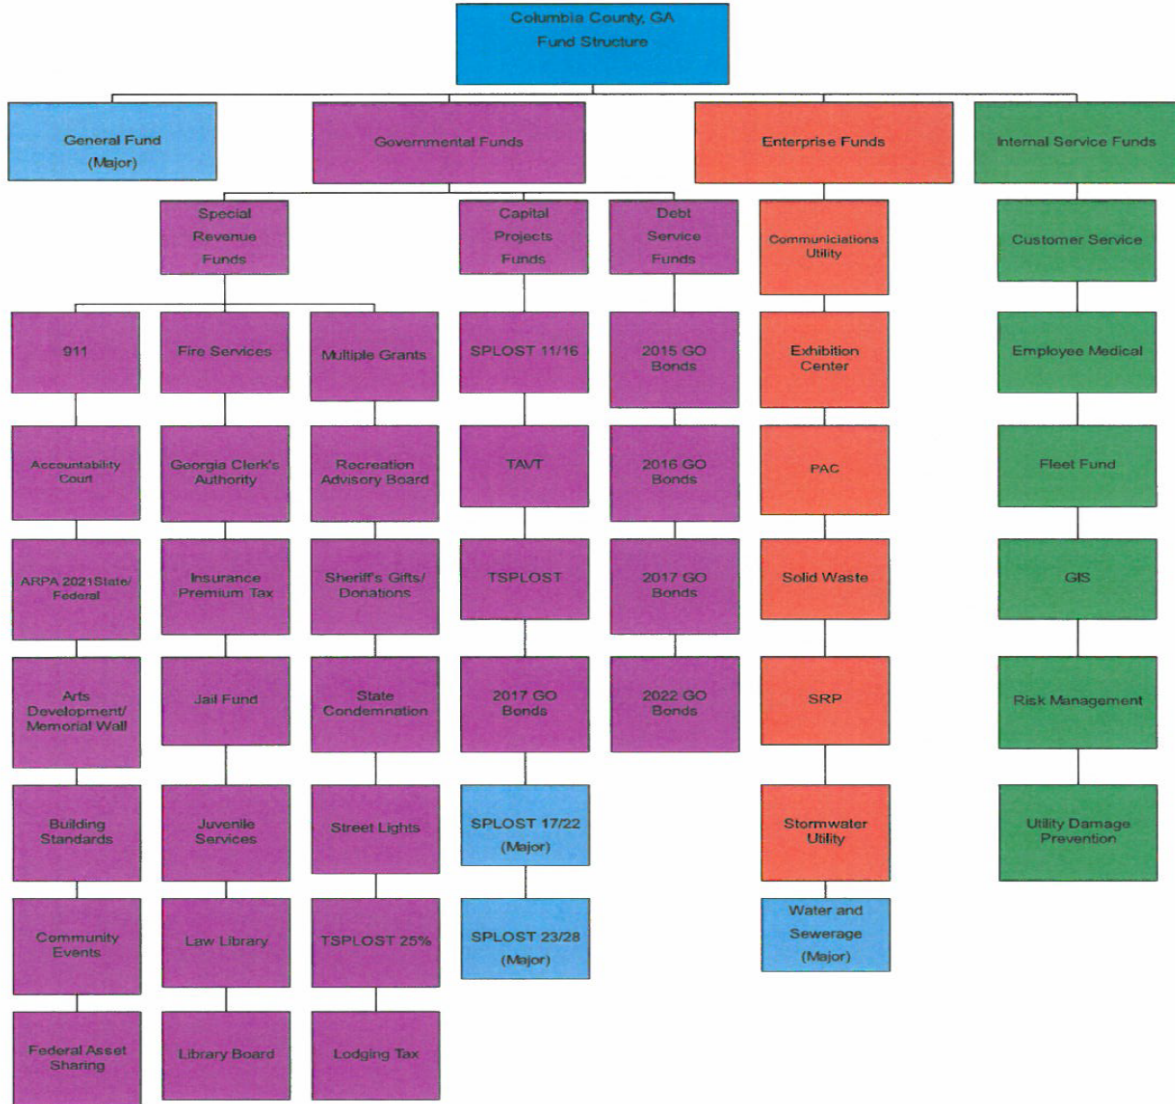 Columbia County, GA
Fund Structure
General Fund
(Major)
Governmental Funds
Enterprise Funds
Internal Service Funds
Special
Revenue
Funds
Capital
Projects
Funds
Debt
Service
Funds
Communiciations
Utility
Customer Service
911
Fire Services
Multiple Grants
SPLOST 11/16
2015 GO
Bonds
Exhibition
Center
Employee Medical
Accountability
Court
Georgia Clerk's
Authority
Recreation
Advisory Board
TAVT
2016 GO
Bonds
PAC
Fleet Fund
ARPA 2021State/
Federal
Insurance
Premium Tax
Sheriff's Gifts/
Donations
TSPLOST
2017 GO
Bonds
Solid Waste
GIS
Arts
Development/
Memorial Wall
Jail Fund
State
Condemnation
2017 GO
Bonds
2022 GO
Bonds
SRP
Risk Management
Building
Standards
Juvenile
Services
Street Lights
SPLOST 17/22
(Major)
Stormwater
Utility
Utility Damage
Prevention
Community
Events
Law Library
TSPLOST 25%
SPLOST 23/28
(Major)
Water and
Sewerage
(Major)
Federal Asset
Sharing
Library Board
Lodging Tax